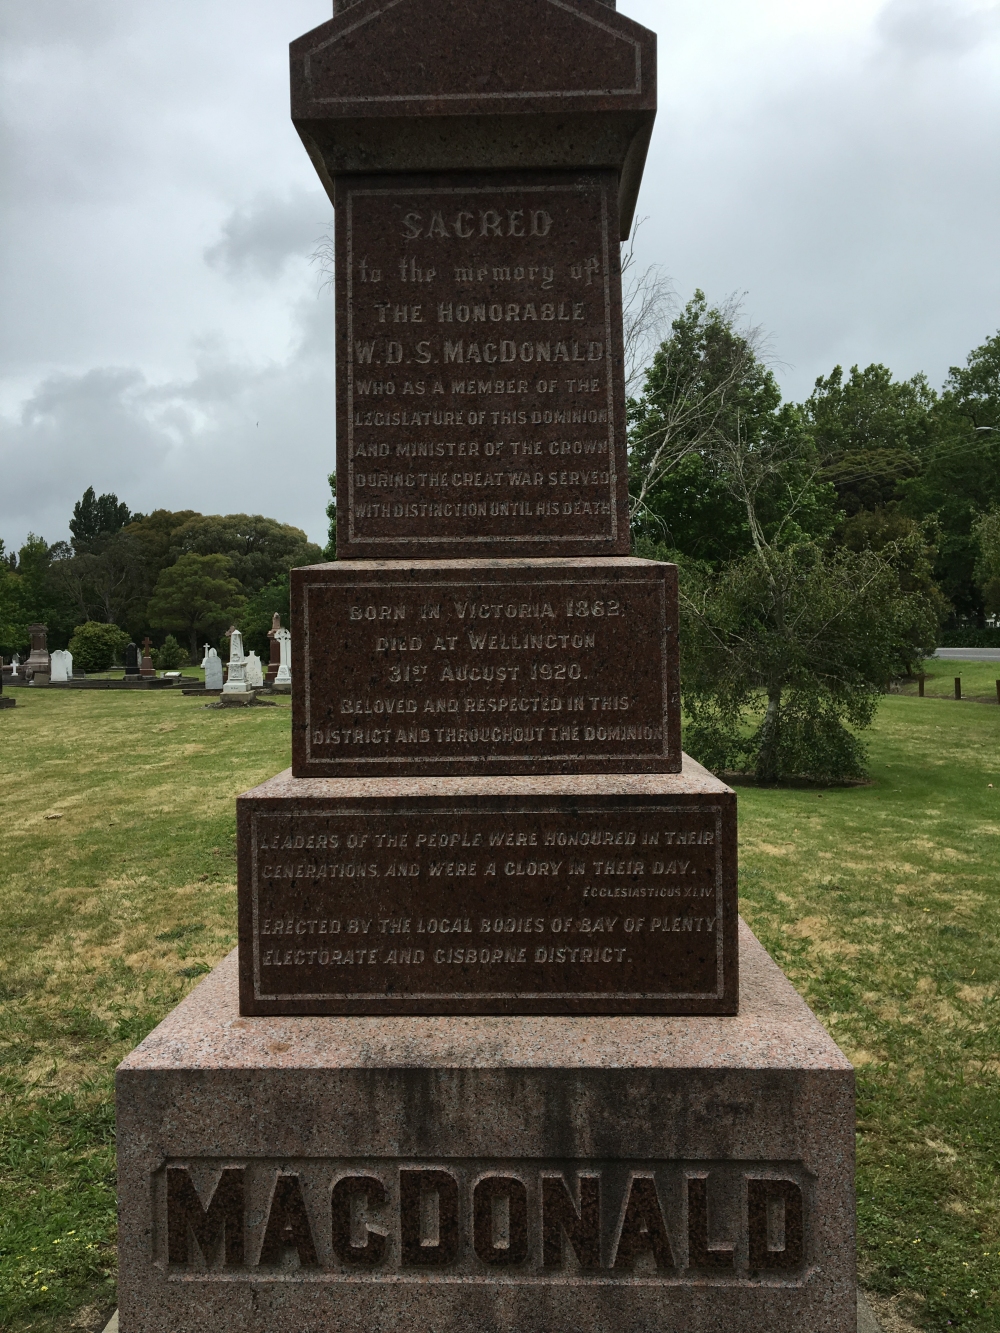 SACRED
to the memory of
THE HONORABLE
W.D.S. MACDONALD
WHO AS A MEMBER OF THE
LEGISLATURE OF THIS DOMINION
AND MINISTER OF THE CROWN
DURING THE GREAT WAR SERVED
WITH DISTINCTION UNTIL HIS DEATH
BORN IN VICTORIA 1862.
DIED AT WELLINGTON
31ST AUGUST 1920.
BELOVED AND RESPECTED IN THIS
DISTRICT AND THROUGHOUT THE DOMINION
LEADERS OF THE PEOPLE WERE HONOURED IN THEIR
GENERATIONS, AND WERE A GLORY IN THEIR DAY.
ECCLESIASTICUS XLIV.
ERECTED BY THE LOCAL BODIES OF BAY OF PLENTY
ELECTORATE AND GISBORNE DISTRICT.
MACDONALD